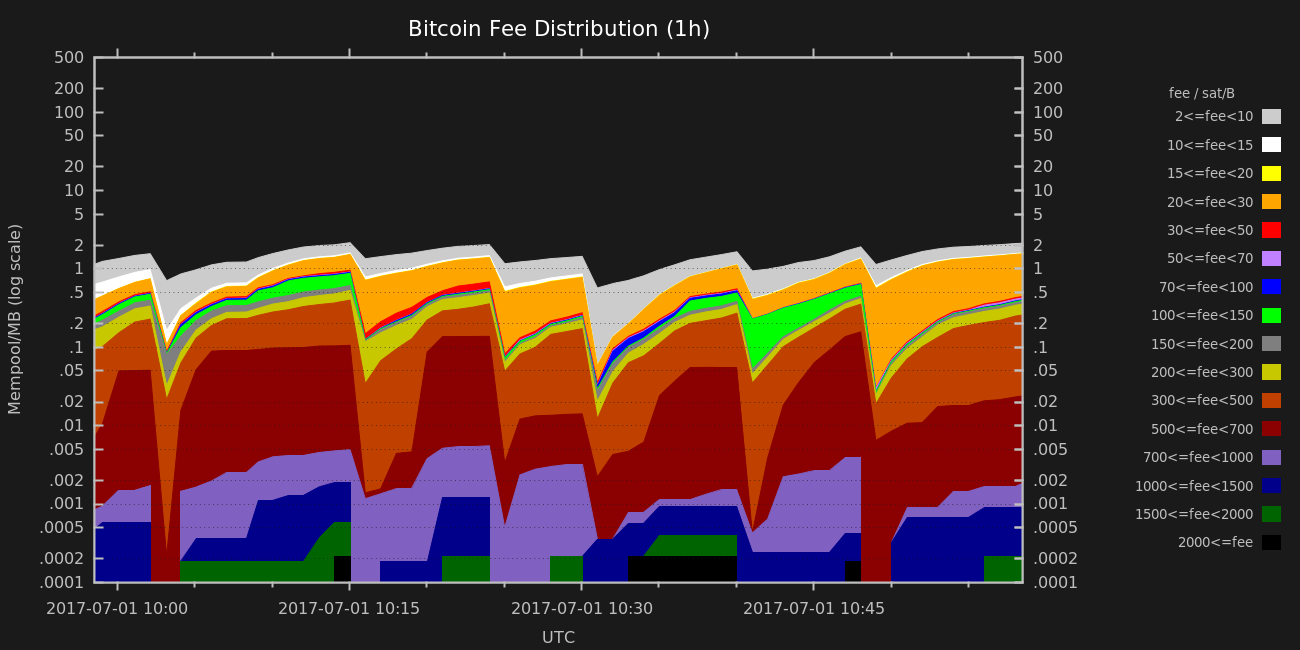 Bitcoin Fee Distribution (1h)
500 500
200 200
100 100
50 50
20 20
10 10
5 5
2 2
1 1
.5 .5
.2 .2
.1 .1
.05 .05
.02 .02
.01 .01
.005 .005
.002 .002
.001 .001
.0005 .0005
.0002 .0002
.0001 .0001
Mempool/MB (log scale)
2017-07-01 10:00 2017-07-01 10:15 2017-07-01 10:30 2017-07-01 10:45
UTC
fee / sat/B
2<=fee<10
10<=fee<15
15<=fee<20
20<=fee<30
30<=fee<50
50<=fee<70
70<=fee<100
100<=fee<150
150<=fee<200
200<=fee<300
300<=fee<500
500<=fee<700
700<=fee<1000
1000<=fee<1500
1500<=fee<2000
2000<=fee